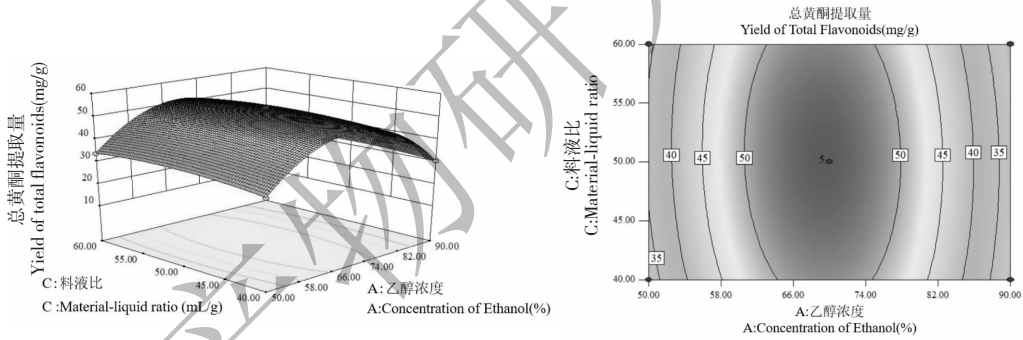 总黄酮提取量
Yield of total flavonoids(mg/g)
60
50
40
30
20
10
60.00
55.00
50.00
45.00
40.00
50.00
58.00
66.00
74.00
82.00
90.00
C:料液比
C :Material-liquid ratio (mL/g)
A:乙醇浓度
A:Concentration of Ethanol(%)
总黄酮提取量
Yield of Total Flavonoids(mg/g)
C:料液比
C:Material-liquid ratio
60.00
55.00
50.00
45.00
40.00
40
45
50
5
50
45
40
35
35
50.00
58.00
66.00
74.00
82.00
90.00
A:乙醇浓度
A:Concentration of Ethanol(%)
物研